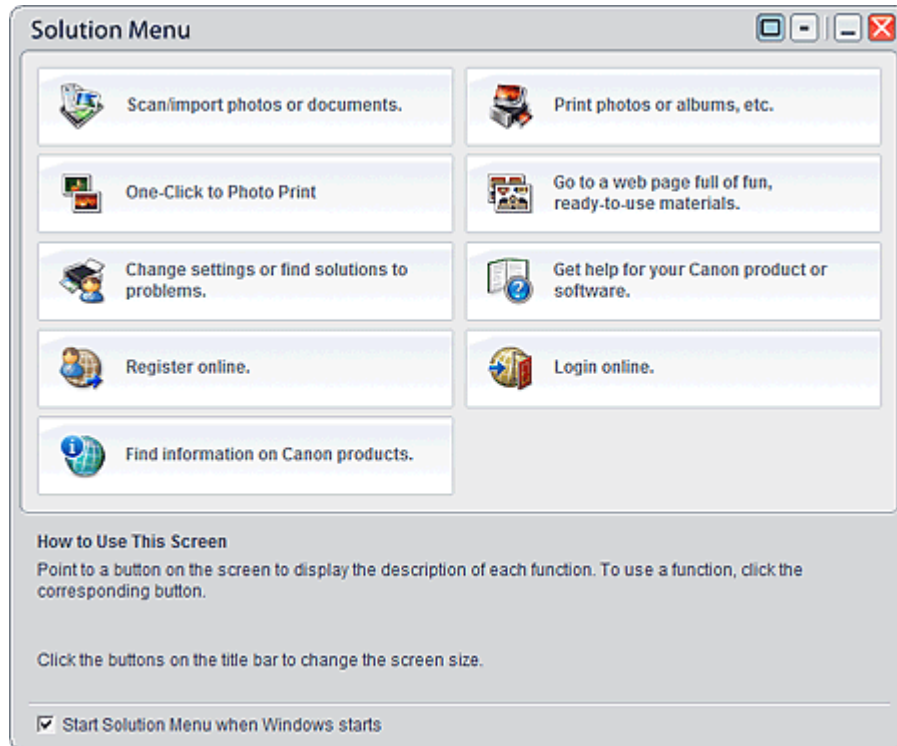 Solution Menu
Scan/import photos or documents.
Print photos or albums, etc.
One-Click to Photo Print
Go to a web page full of fun,
ready-to-use materials.
Change settings or find solutions to
problems.
Get help for your Canon product or
software.
Register online.
Login online.
Find information on Canon products.
How to Use This Screen
Point to a button on the screen to display the description of each function. To use a function, click the
corresponding button.
Click the buttons on the title bar to change the screen size.
Start Solution Menu when Windows starts